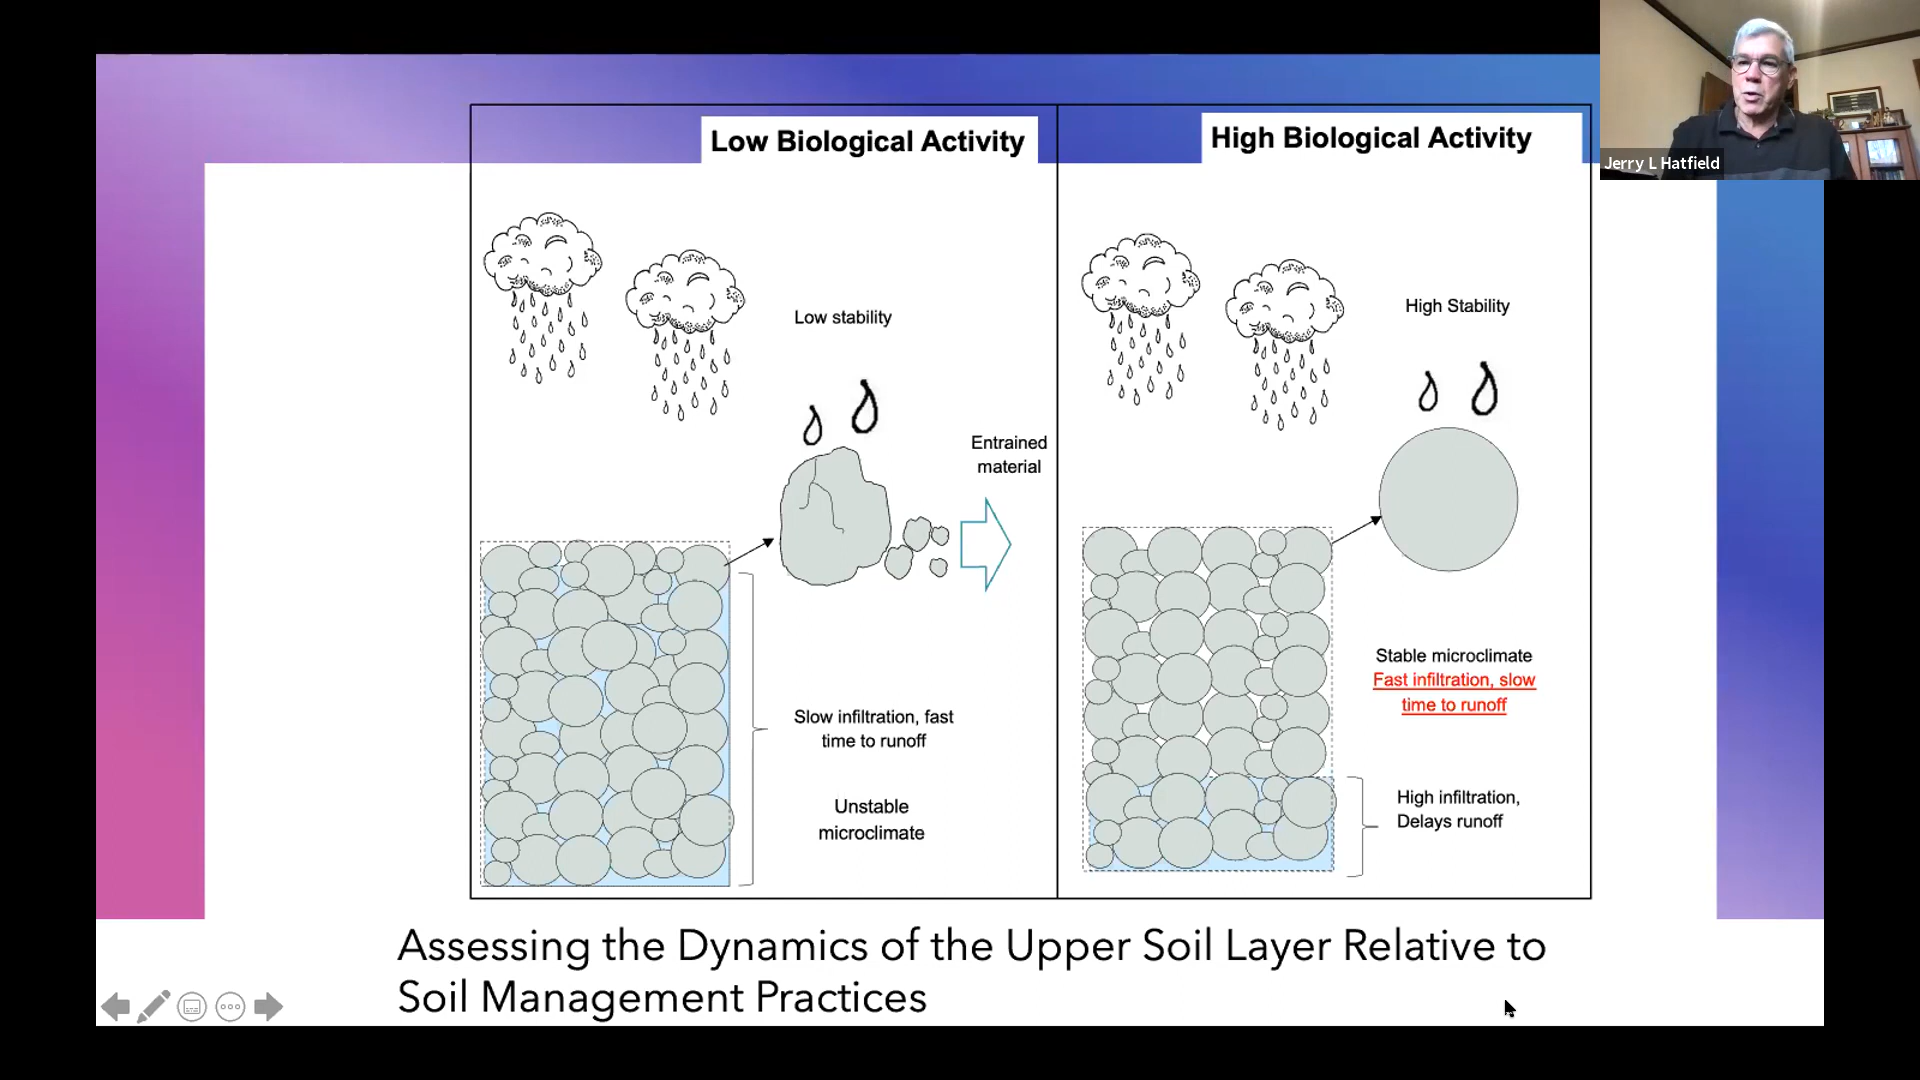 Low Biological Activity
High Biological Activity
Jerry L Hatfield
Low stability
High Stability
Entrained
material
Stable microclimate
Fast infiltration, slow
time to runoff
Slow infiltration, fast
time to runoff
Unstable
microclimate
High infiltration,
Delays runoff
Assessing the Dynamics of the Upper Soil Layer Relative to
Soil Management Practices